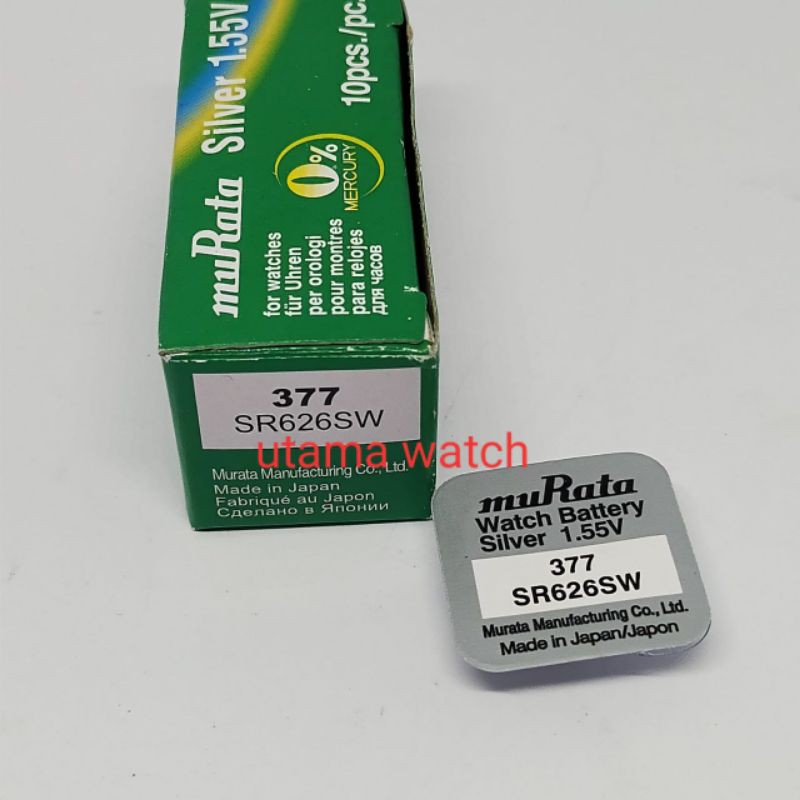 muRata
Silver 1.55V
10pcs./pc
0%
MERCURY
for watches
für Uhren
per orologi
pour montres
para relojes
для часов
377
SR626SW
utama watch
Murata Manufacturing Co., Ltd.
Made in Japan
Fabriqué au Japon
Сделано в Японии
muRata
Watch Battery
Silver 1.55V
377
SR626SW
Murata Manufacturing Co., Ltd.
Made in Japan/Japon